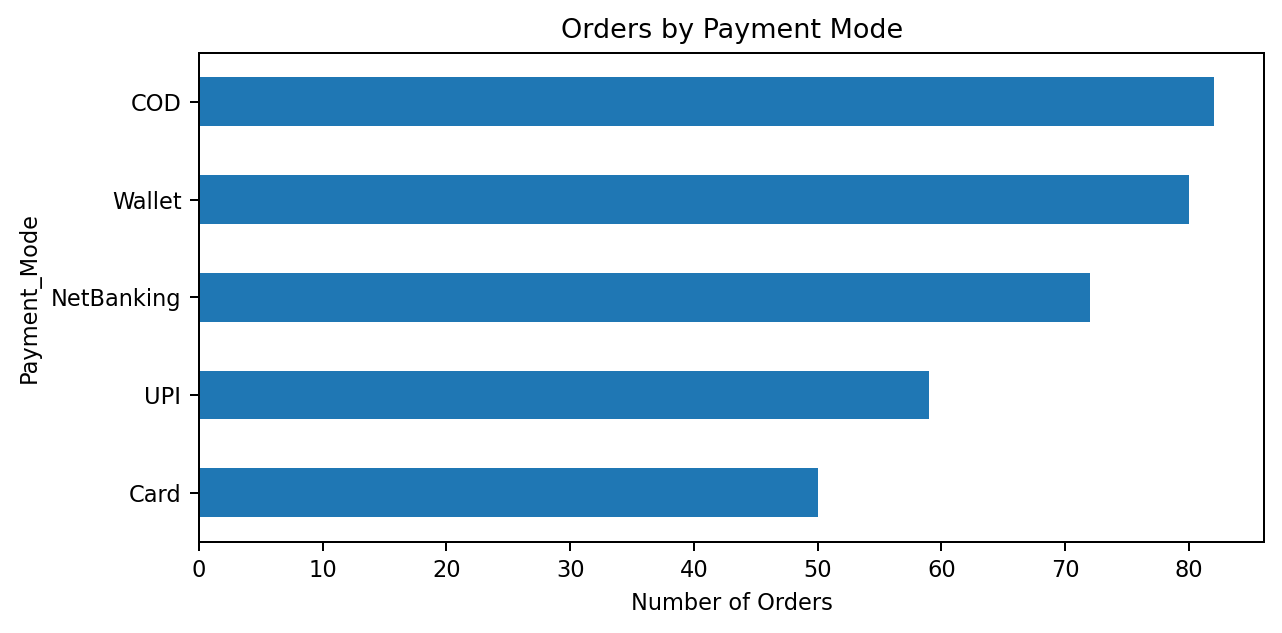 Orders by Payment Mode
Payment_Mode
COD
Wallet
NetBanking
UPI
Card
0 10 20 30 40 50 60 70 80
Number of Orders